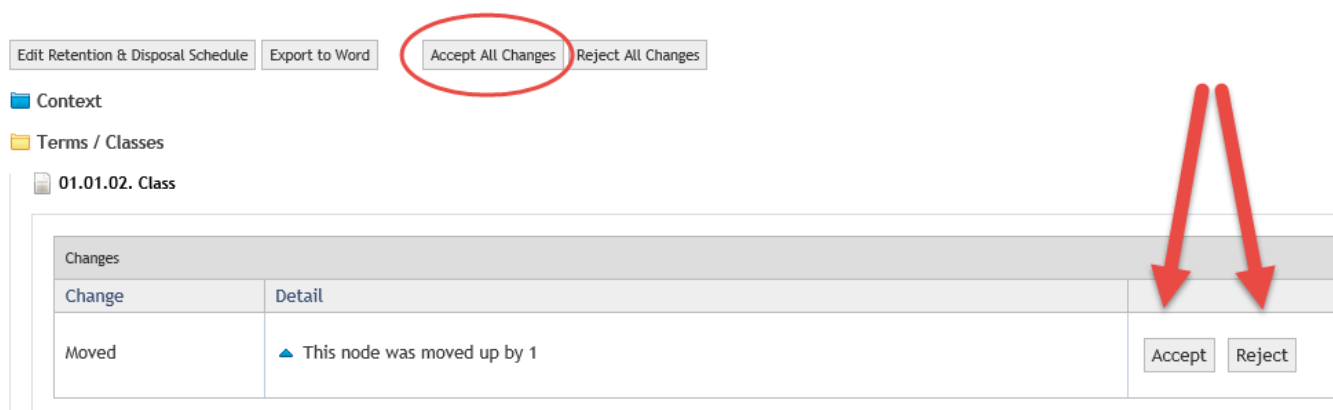 Edit Retention & Disposal Schedule Export to Word Accept All Changes Reject All Changes
Context
Terms / Classes
01.01.02. Class
Changes
Change Detail
Moved This node was moved up by 1 Accept Reject